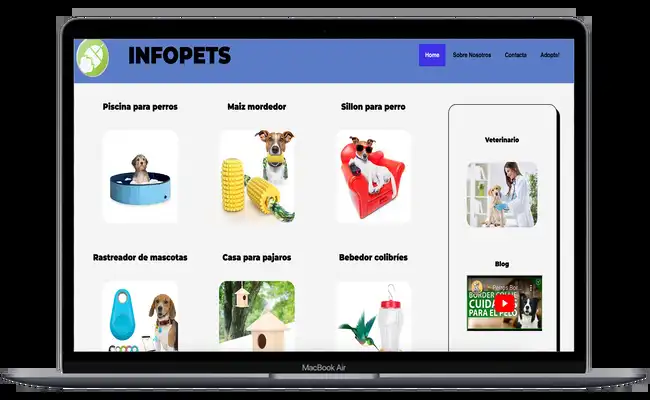 INFOPETS
Home Sobre Nosotros Contacto Adopta!
Piscina para perros
Maiz mordedor
Sillon para perro
Veterinario
Rastreador de mascotas
Casa para pajaros
Bebedor colibríes
Blog
BORDER COLLIE
CUIDA
PARA EL PELO
MacBook Air